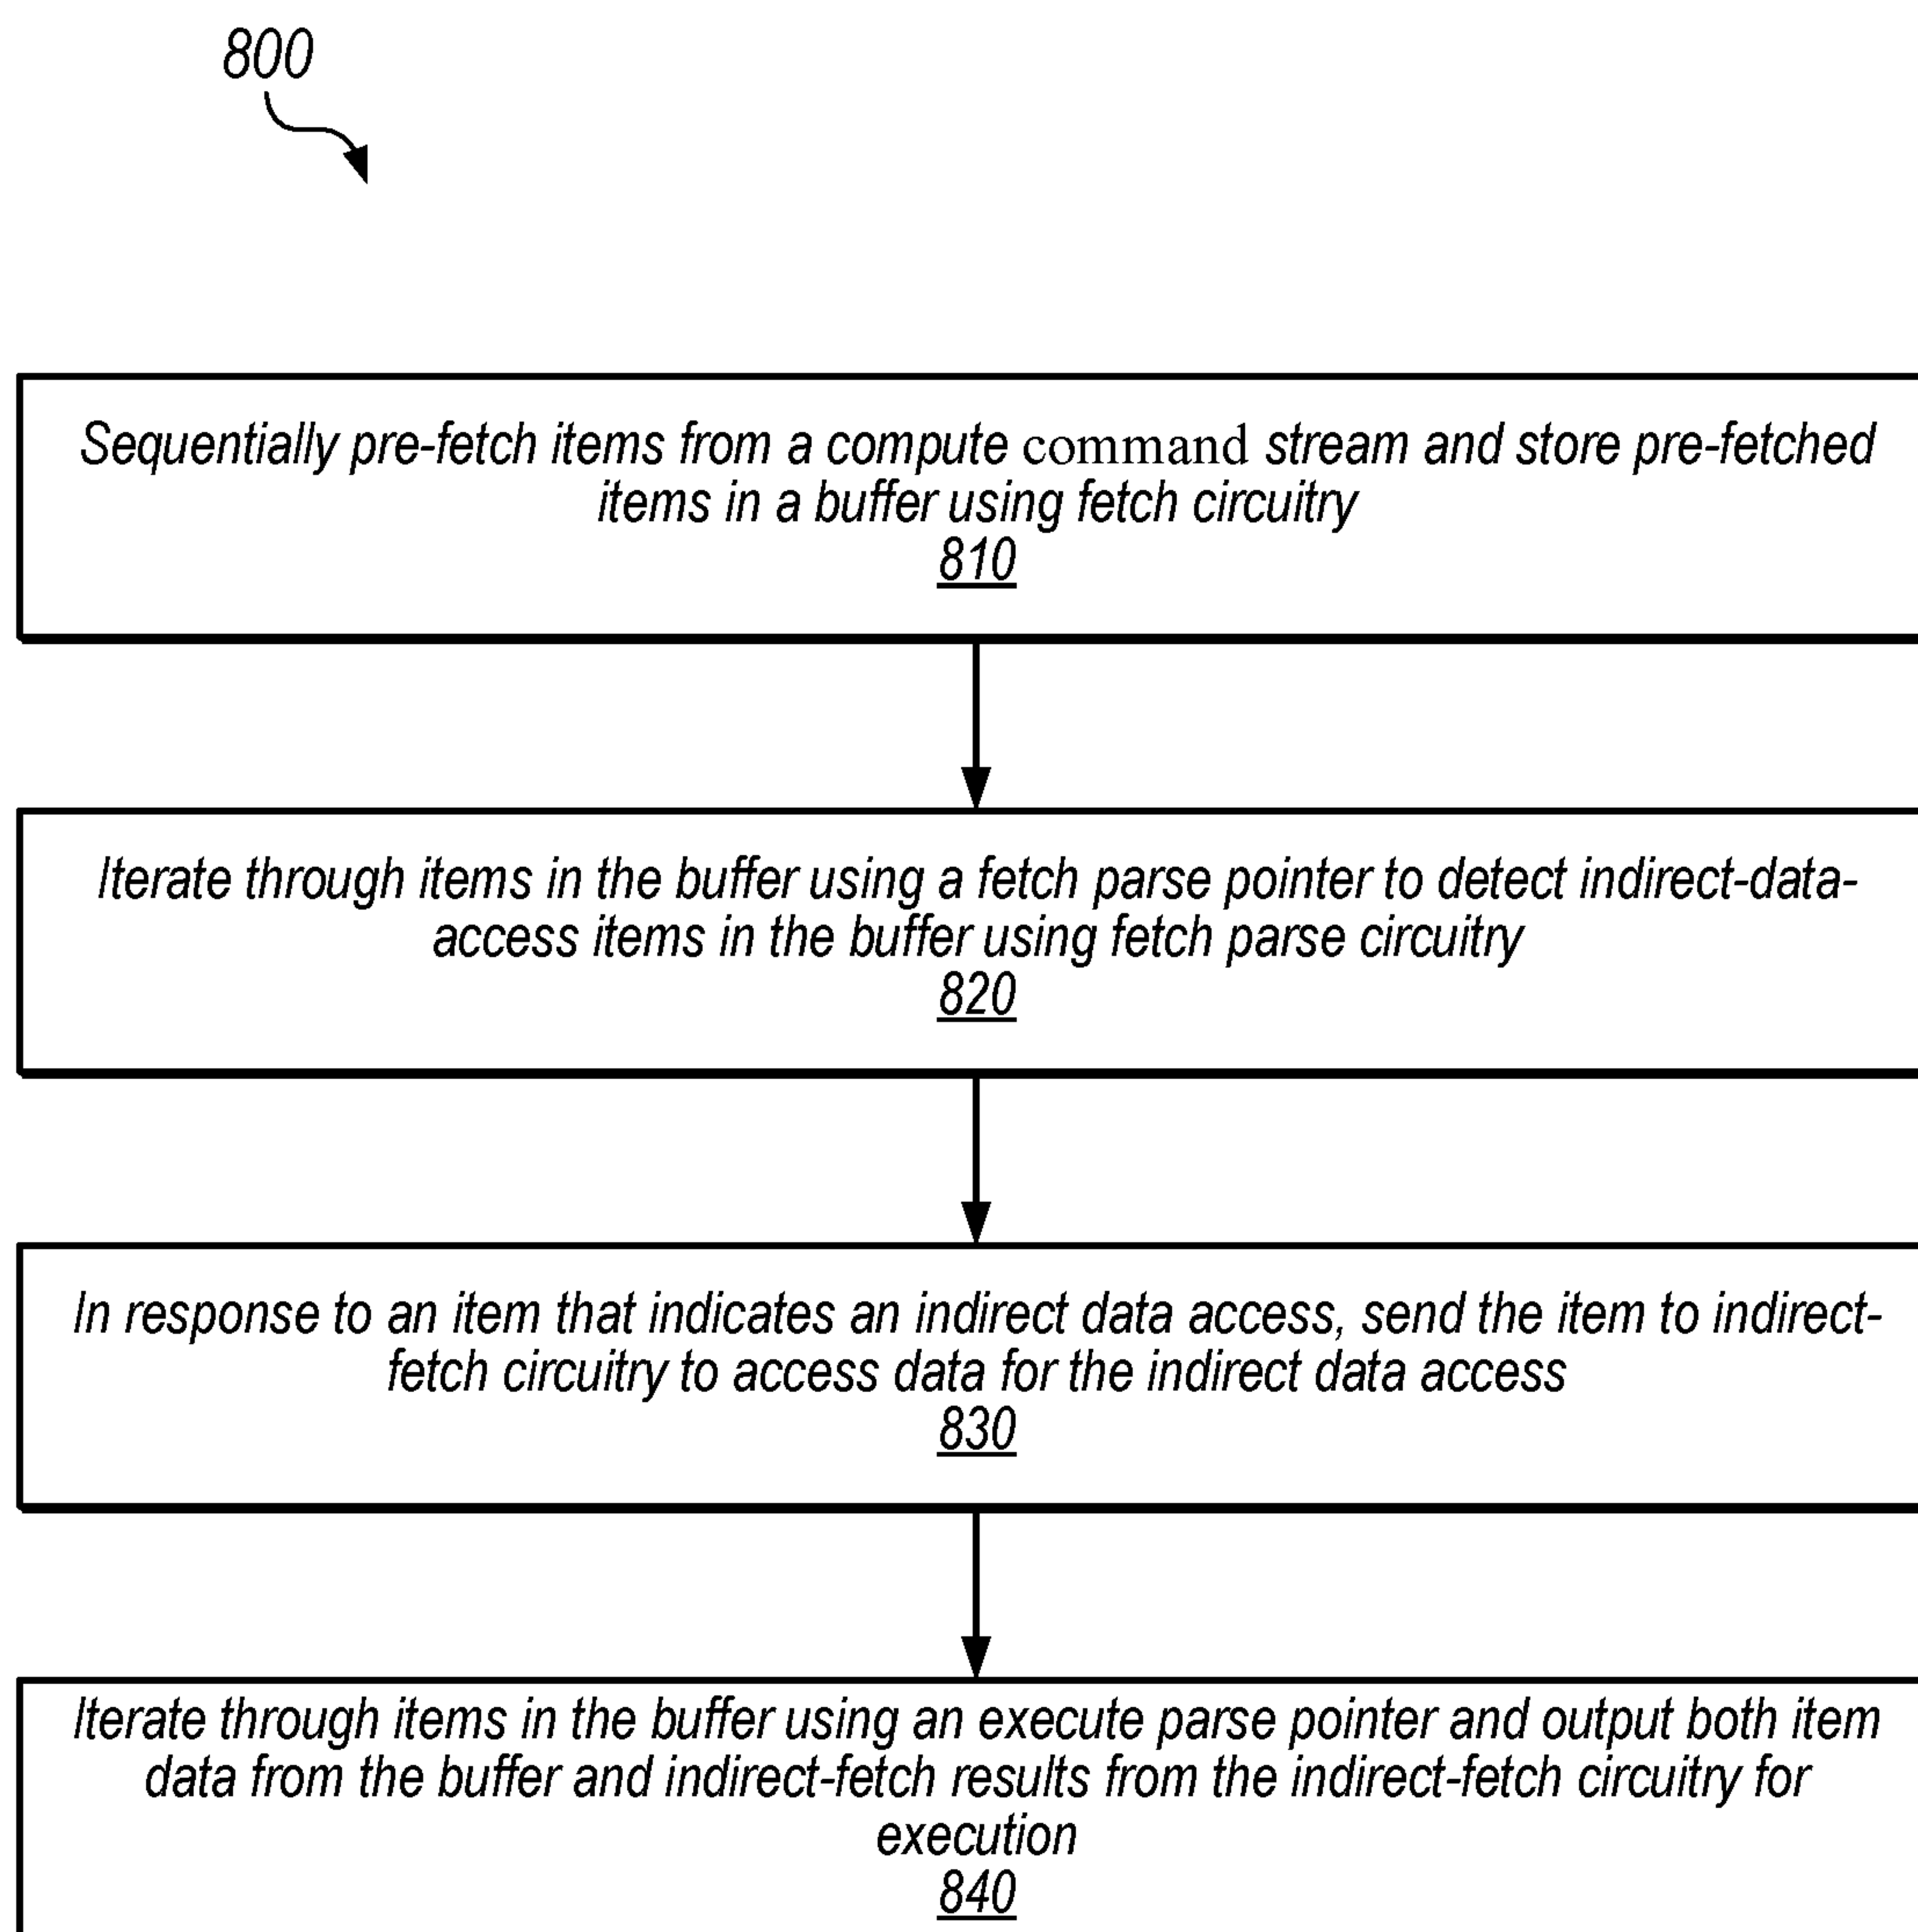 800
Sequentially pre-fetch items from a compute command stream and store pre-fetched
items in a buffer using fetch circuitry
810
Iterate through items in the buffer using a fetch parse pointer to detect indirect-data-
access items in the buffer using fetch parse circuitry
820
In response to an item that indicates an indirect data access, send the item to indirect-
fetch circuitry to access data for the indirect data access
830
Iterate through items in the buffer using an execute parse pointer and output both item
data from the buffer and indirect-fetch results from the indirect-fetch circuitry for
execution
840